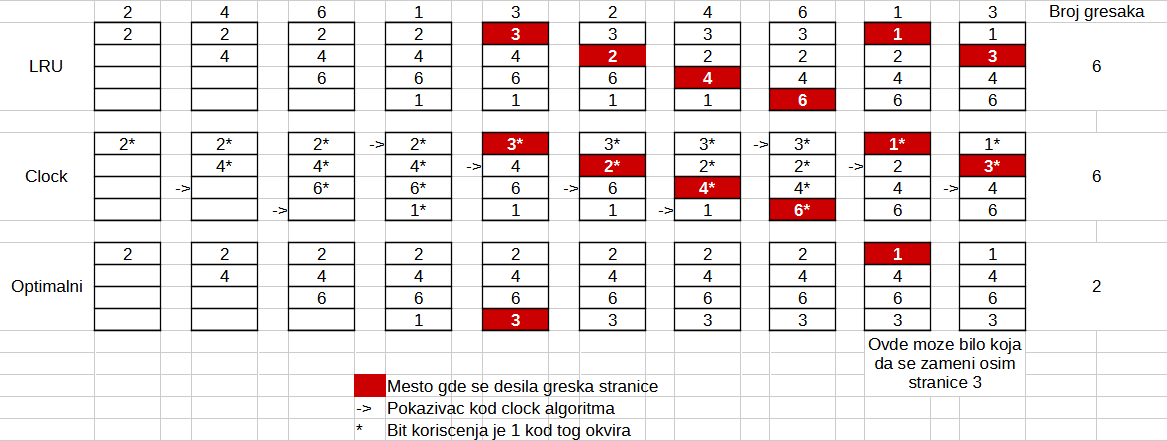 2 4 6 1 3 2 4 6 1 3 Broj gresaka
2 2 2 2 3 3 3 3 1 1
LRU 4 4 4 4 2 2 2 2 3 6
6 6 6 6 4 4 4 4
1 1 1 1 6 6 6
2* 2* 2* -> 2* 3* 3* 3* -> 3* 1* 1*
Clock 4* 4* 4* -> 4 2* 2* 2* -> 2 3* 6
-> 6* 6* 6 -> 6 4* 4* 4 -> 4
-> 1* 1 1 -> 1 6* 6 6
2 2 2 2 2 2 2 2 1 1
Optimalni 4 4 4 4 4 4 4 4 4 2
6 6 6 6 6 6 6 6
1 3 3 3 3 3 3
Ovde moze bilo koja
da se zameni osim
stranice 3
Mesto gde se desila greska stranice
-> Pokazivac kod clock algoritma
* Bit koriscenja je 1 kod tog okvira